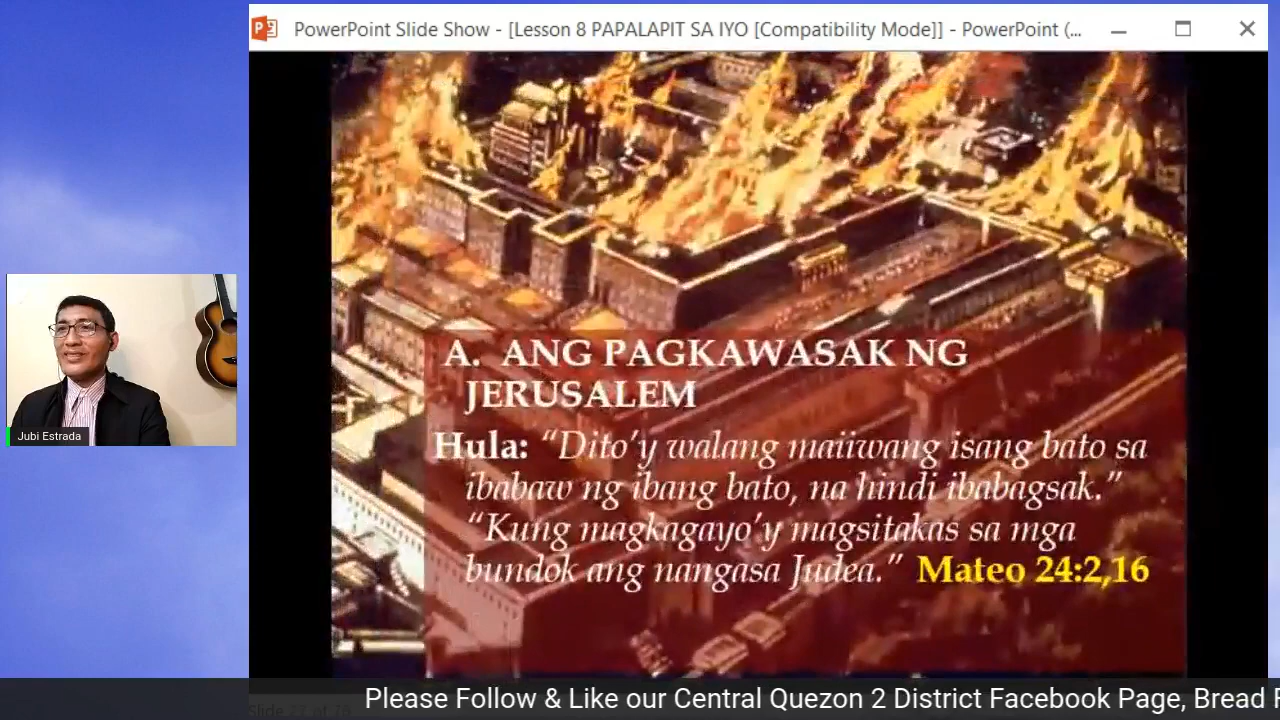 PowerPoint Slide Show - [Lesson 8 PAPALAPIT SA IYO [Compatibility Mode]] - PowerPoint (...
A. ANG PAGKAWASAK NG
JERUSALEM
Hula: “Dito’y walang maiiwang isang bato sa
ibabaw ng ibang bato, na hindi ibabagsak.”
“Kung magkagayo’y magsitakas sa mga
bundok ang nangasa Judea.” Mateo 24:2,16
Jubi Estrada
Please Follow & Like our Central Quezon 2 District Facebook Page, Bread